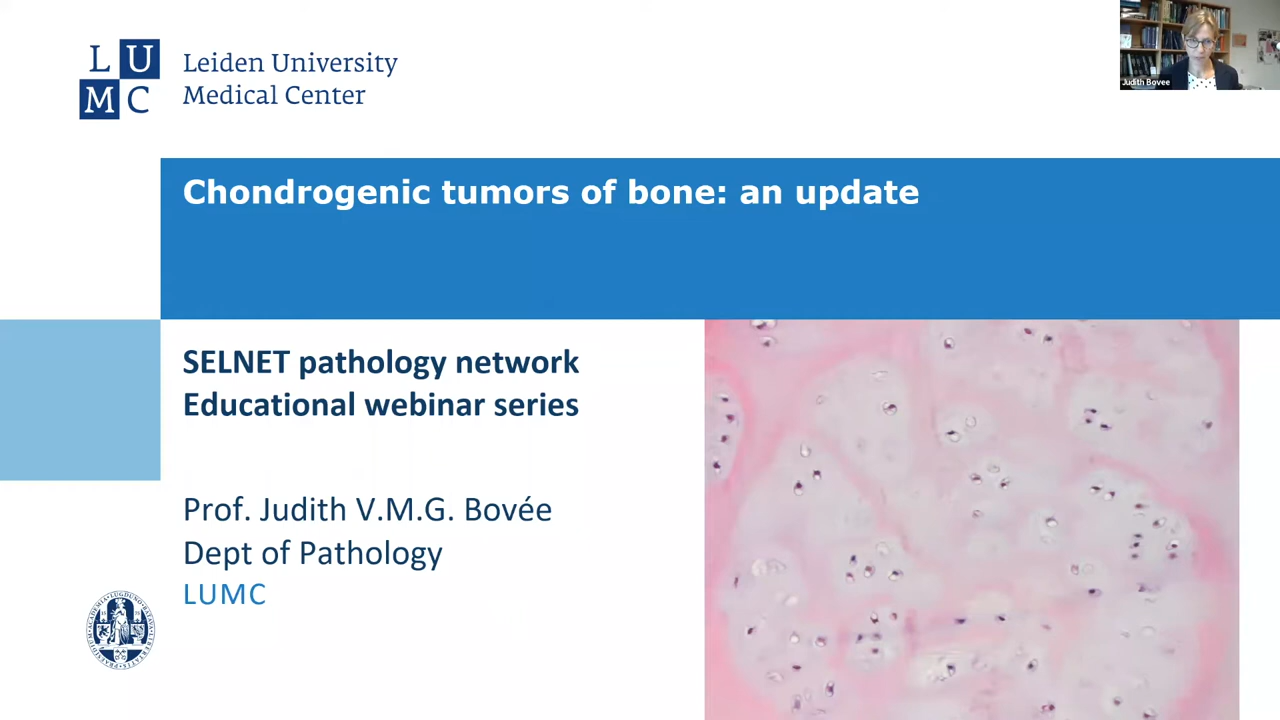 L U
M C
Leiden University
Medical Center
Judith Bovee
Chondrogenic tumors of bone: an update
SELNET pathology network
Educational webinar series
Prof. Judith V.M.G. Bovée
Dept of Pathology
LUMC